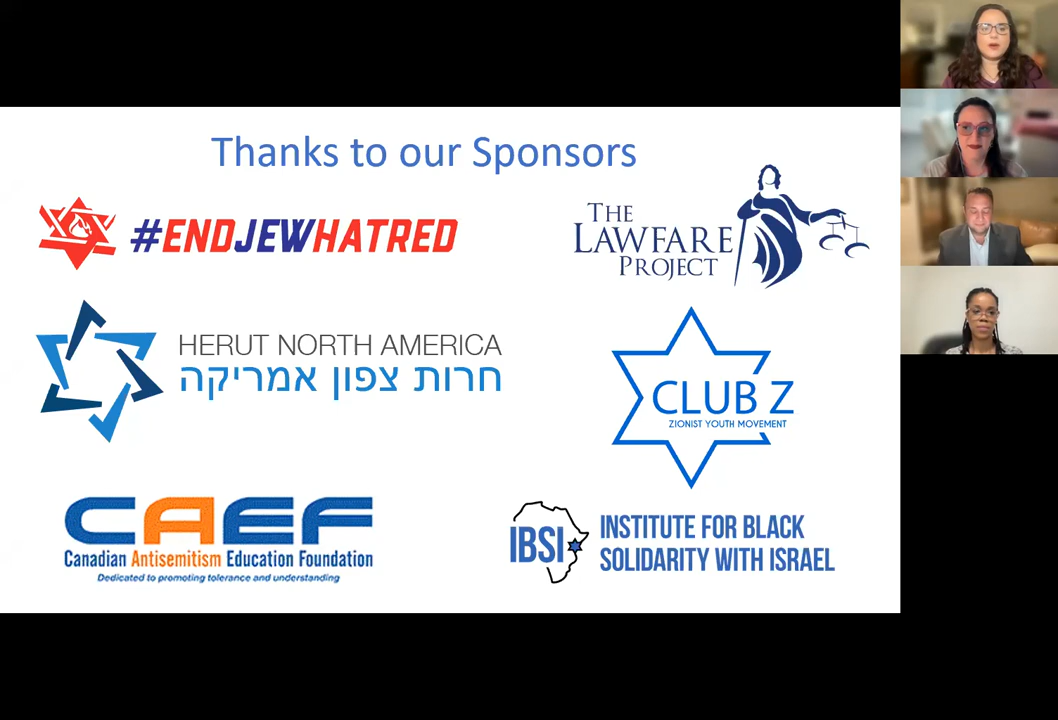 Thanks to our Sponsors
#ENDJEWHATRED
THE
LAWFARE
PROJECT
HERUT NORTH AMERICA
חרות צפון אמריקה
CLUB Z
ZIONIST YOUTH MOVEMENT
CAEF
Canadian Antisemitism Education Foundation
Dedicated to promoting tolerance and understanding
IBSI
INSTITUTE FOR BLACK
SOLIDARITY WITH ISRAEL